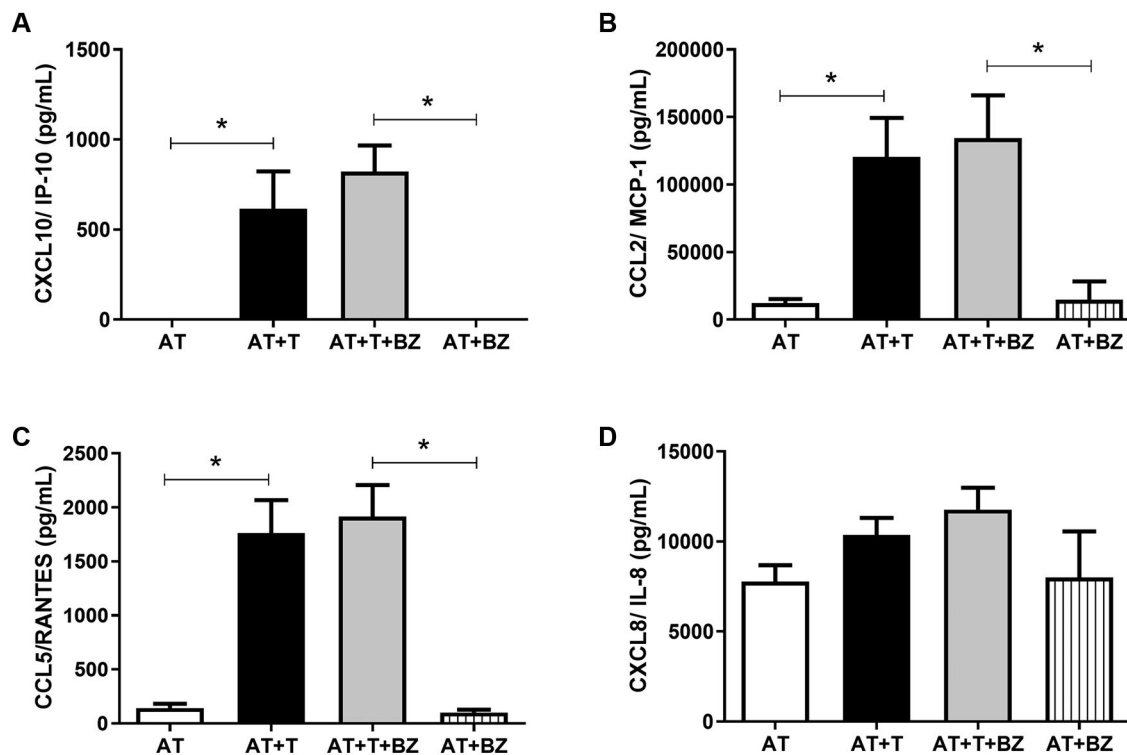 A
CXCL10/ IP-10 (pg/mL)
1500
1000
500
0
*
*
AT
AT+T
AT+T+BZ
AT+BZ
B
CCL2/ MCP-1 (pg/mL)
200000
150000
100000
50000
0
*
*
AT
AT+T
AT+T+BZ
AT+BZ
C
CCL5/RANTES (pg/mL)
2500
2000
1500
1000
500
0
*
*
AT
AT+T
AT+T+BZ
AT+BZ
D
CXCL8/ IL-8 (pg/mL)
15000
10000
5000
0
AT
AT+T
AT+T+BZ
AT+BZ